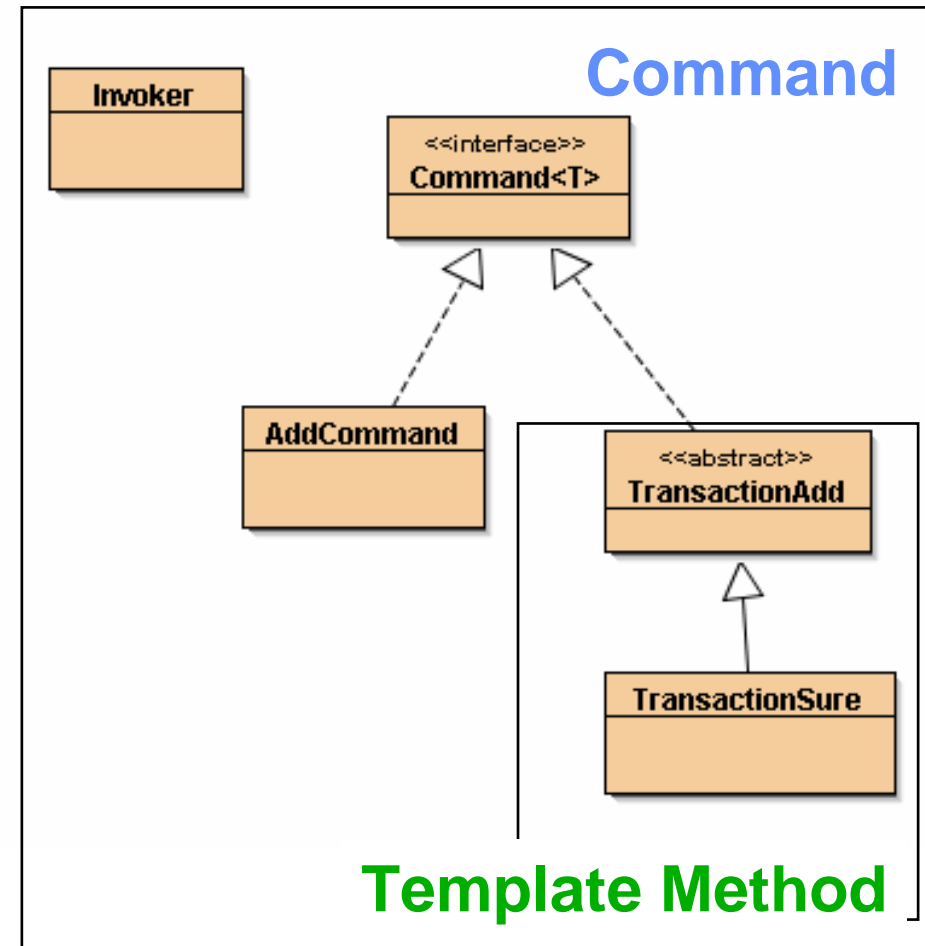 Command
Invoker
<<interface>>
Command<T>
AddCommand
<<abstract>>
TransactionAdd
TransactionSure
Template Method